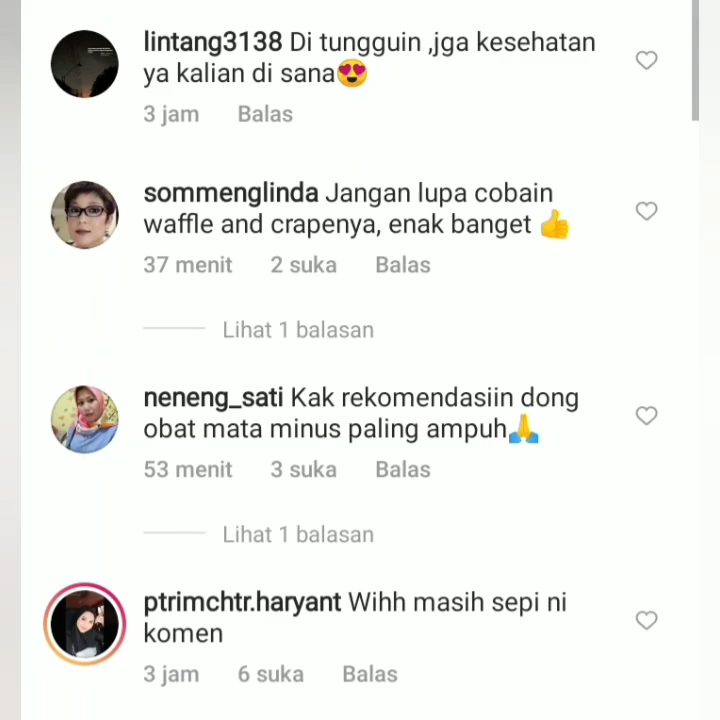 lintang3138 Di tungguin ,jga kesehatan
ya kalian di sana😍
3 jam Balas
sommenglinda Jangan lupa cobain
waffle and crapenya, enak banget 👍
37 menit 2 suka Balas
Lihat 1 balasan
neneng_sati Kak rekomendasiin dong
obat mata minus paling ampuh🙏
53 menit 3 suka Balas
Lihat 1 balasan
ptrimchtr.haryant Wihh masih sepi ni
komen
3 jam 6 suka Balas